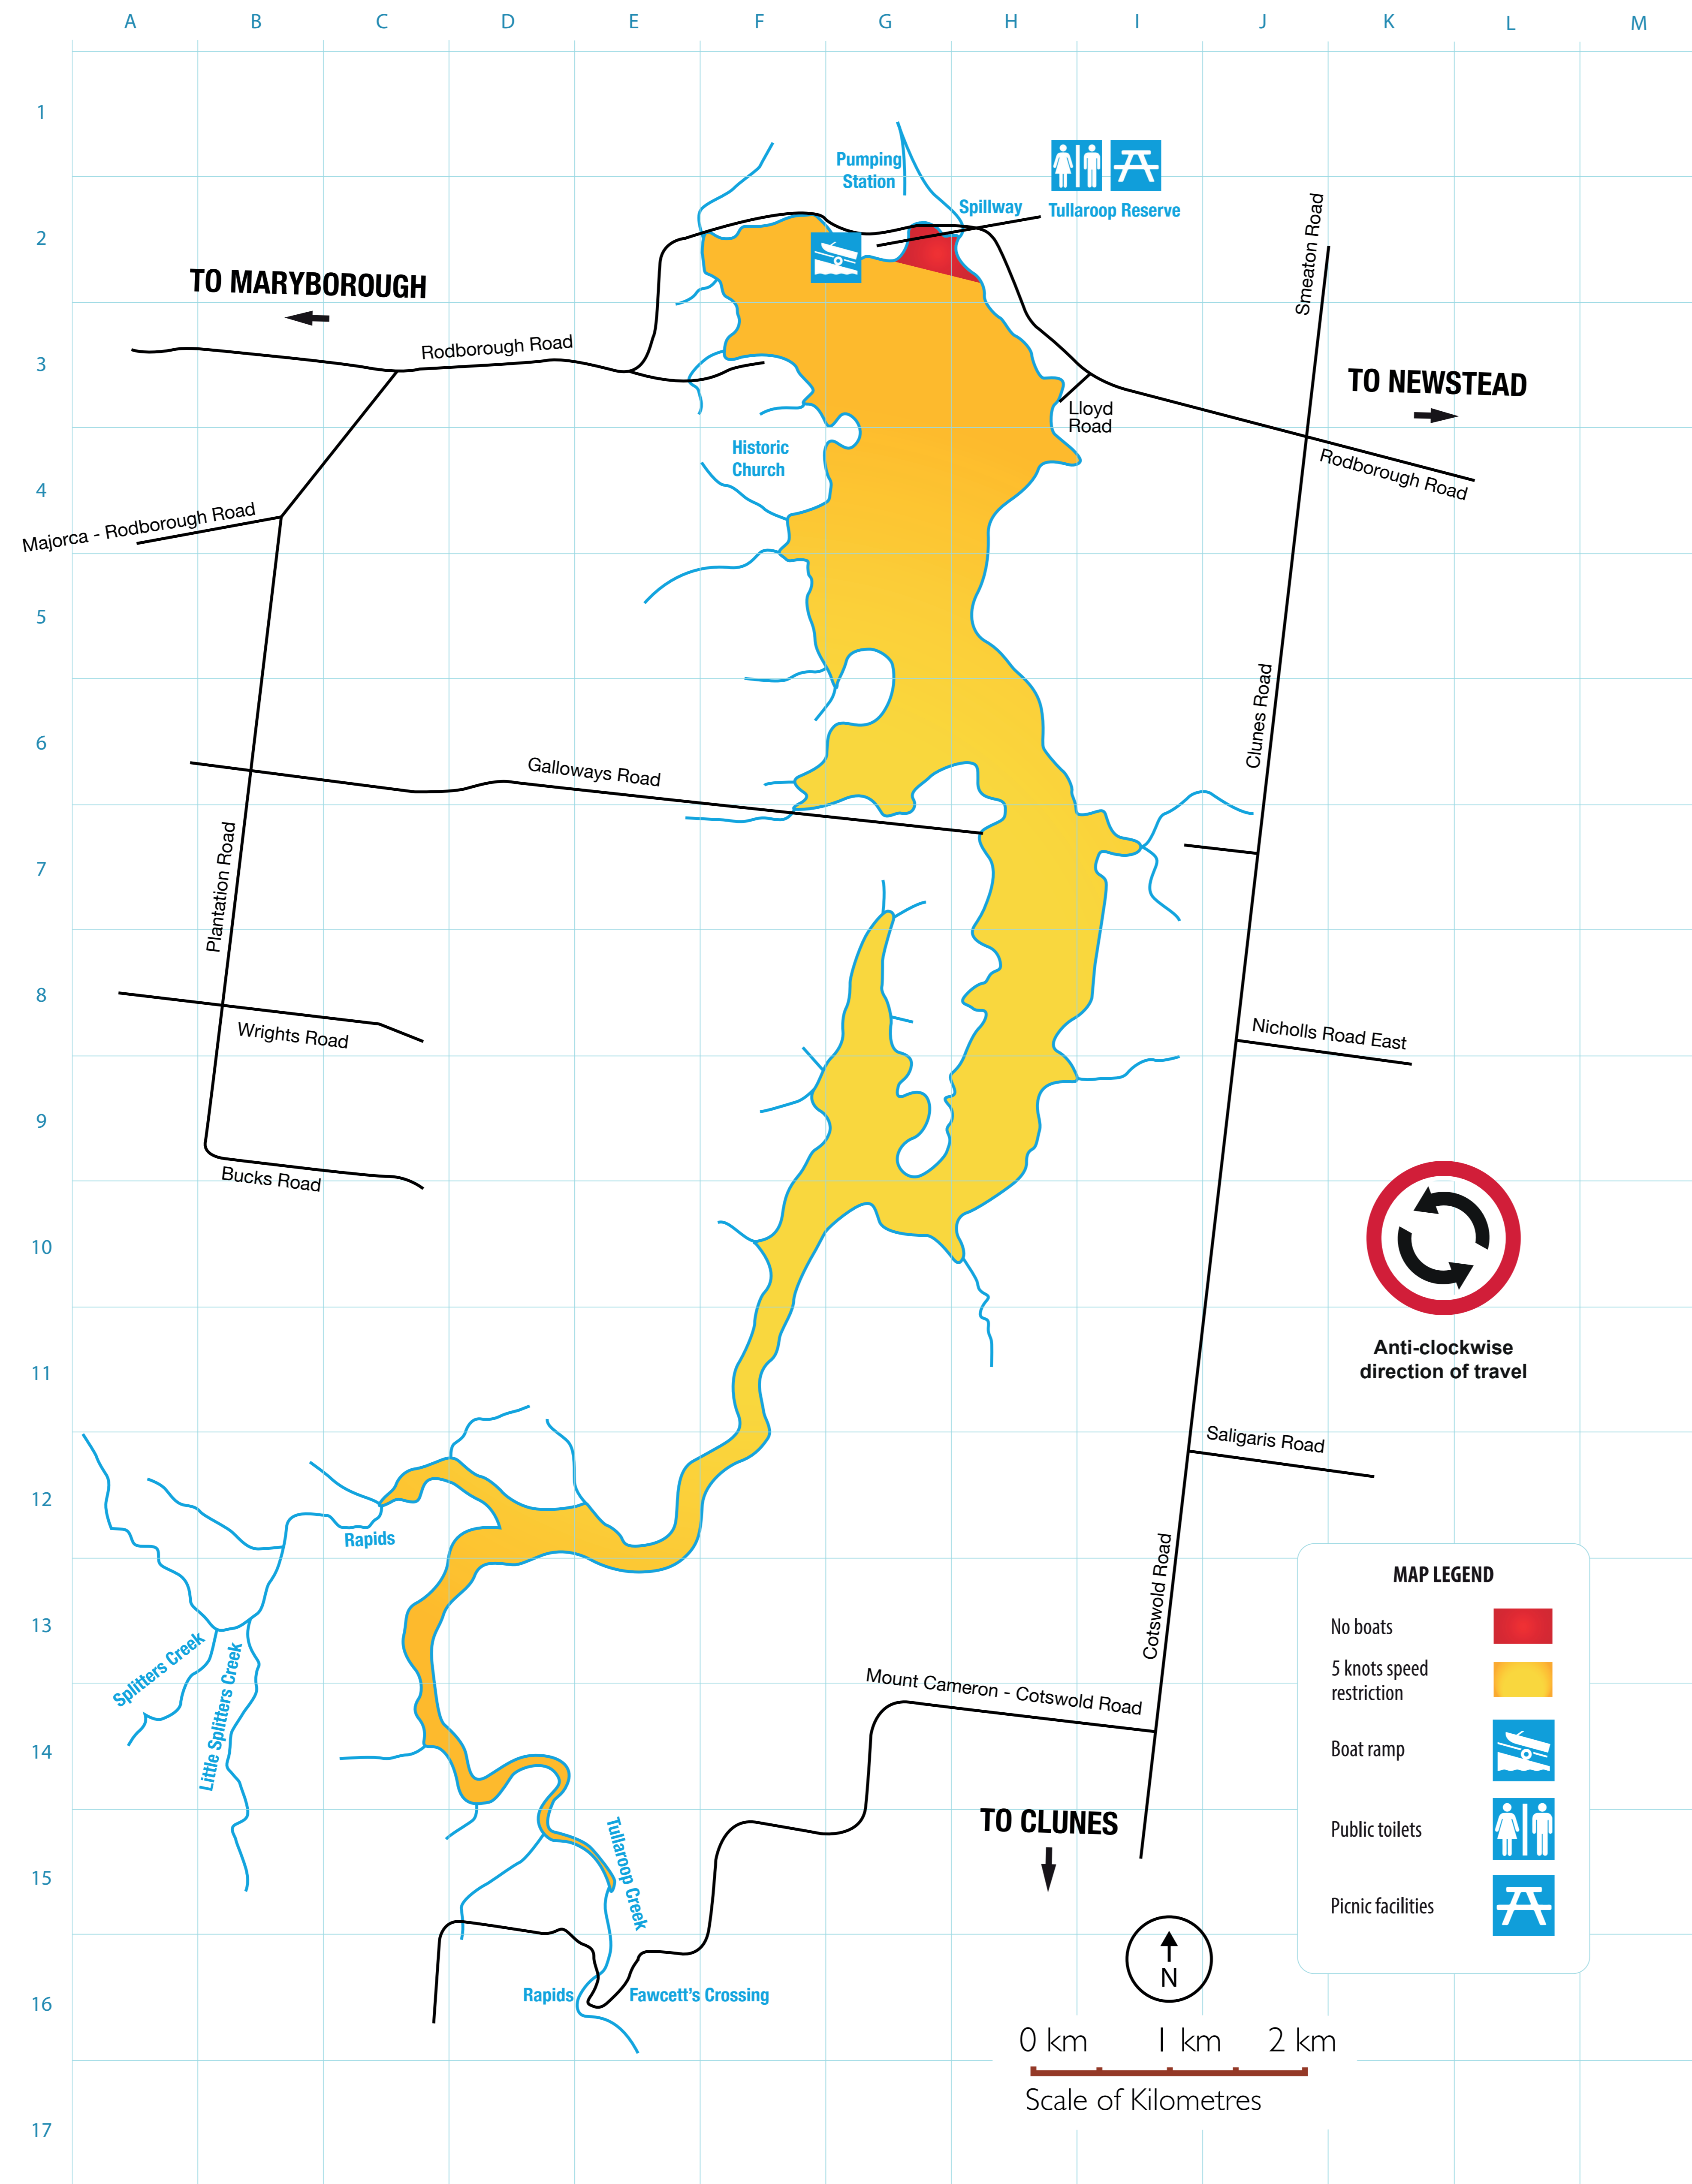 A B C D E F G H I J K L M
1
Pumping
Station
Spillway
Tullaroop Reserve
2
Smeaton Road
TO MARYBOROUGH
Rodborough Road
3
TO NEWSTEAD
Lloyd
Road
Historic
Church
Rodborough Road
4
Majorca - Rodborough Road
5
Clunes Road
6
Galloways Road
Plantation Road
7
8
Wrights Road
Nicholls Road East
9
Bucks Road
10
Anti-clockwise
direction of travel
11
Saligaris Road
12
Rapids
Cotswold Road
13
Splitters Creek
Little Splitters Creek
Mount Cameron - Cotswold Road
14
TO CLUNES
Tullaroop Creek
15
MAP LEGEND
No boats
5 knots speed
restriction
Boat ramp
Public toilets
Picnic facilities
N
16
Rapids
Fawcett's Crossing
0 km 1 km 2 km
Scale of Kilometres
17